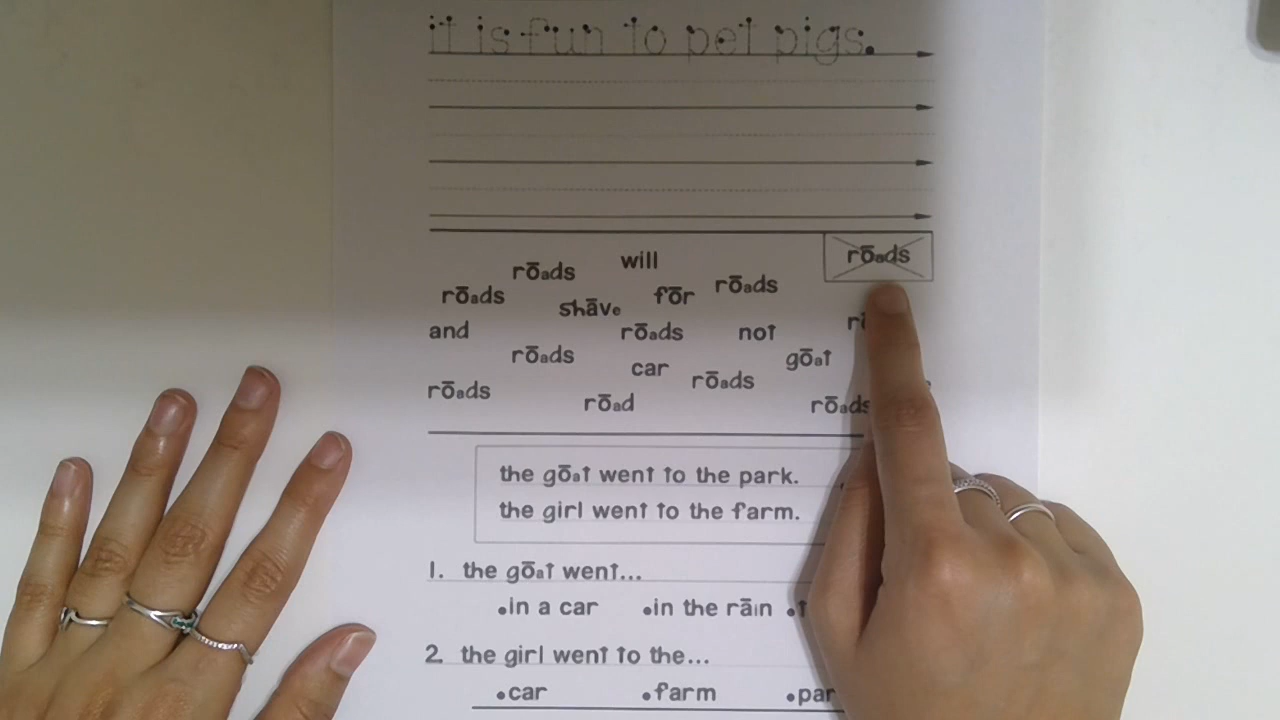 it is fun to pet pigs.
will rōads
rōads rōads
rōads shāve fōr
and rōads not
rōads gōat
car rōads
rōads rōad rōads
the gōat went to the park.
the girl went to the farm.
1. the gōat went...
•in a car •in the rāin
2. the girl went to the...
•car •farm